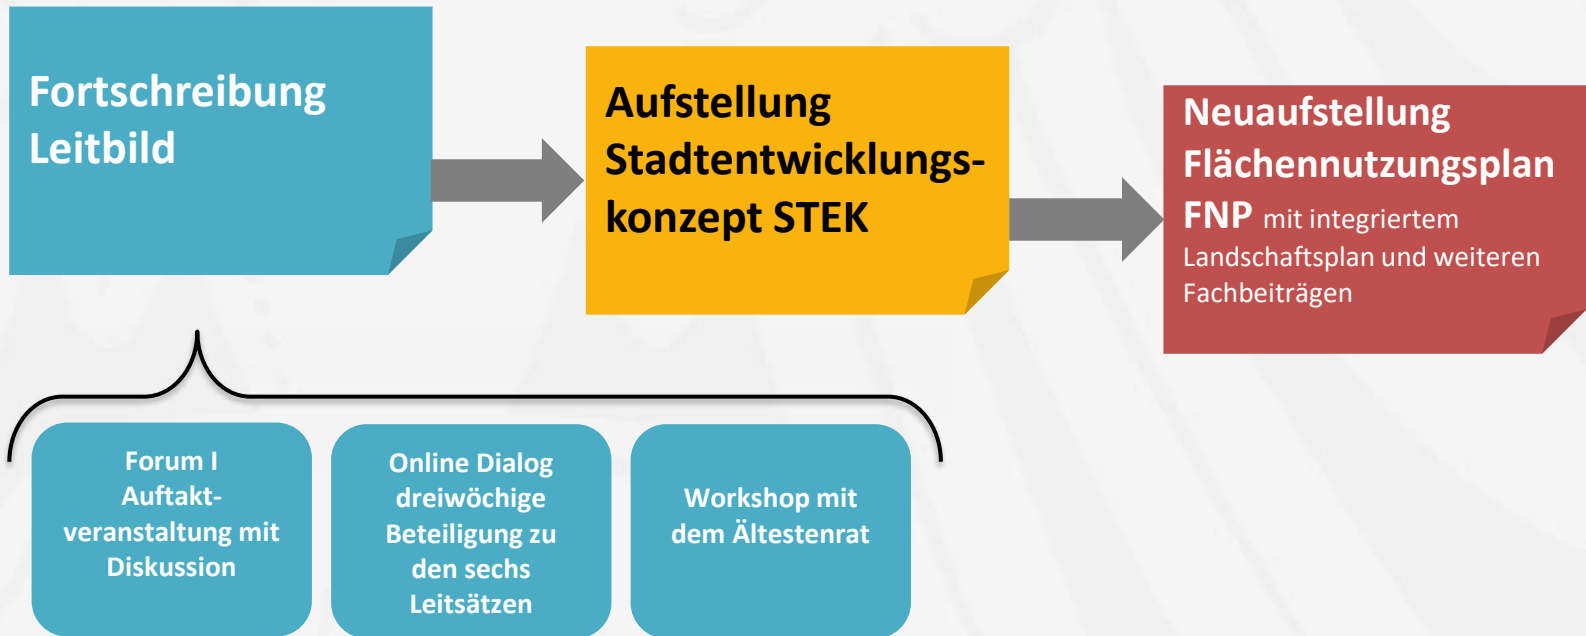 Fortschreibung
Leitbild
Aufstellung
Stadtentwicklungs-
konzept STEK
Neuaufstellung
Flächennutzungsplan
FNP mit integriertem
Landschaftsplan und weiteren
Fachbeiträgen
Forum I
Auftakt-
veranstaltung mit
Diskussion
Online Dialog
dreiwöchige
Beteiligung zu
den sechs
Leitsätzen
Workshop mit
dem Ältestenrat